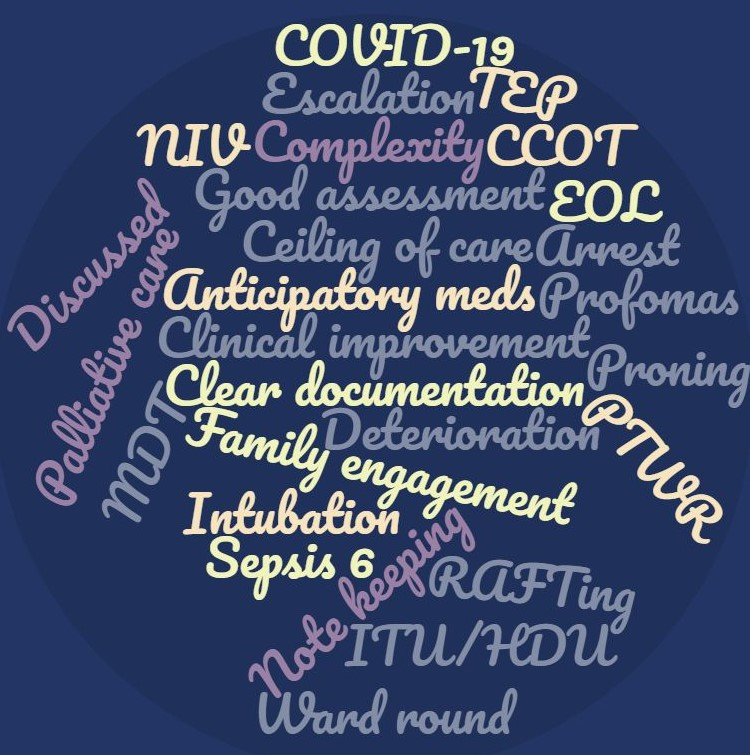 COVID-19
Escalation
TEP
NIV
Complexity
CCOT
Good assessment
EOL
Discussed
Ceiling of care
Arrest
Palliative care
Anticipatory meds
Profomas
Clinical improvement
Proning
Clear documentation
MDT
Family engagement
Deterioration
PTWR
Intubation
Sepsis 6
Note keeping
RAFTing
ITU/HDU
Ward round